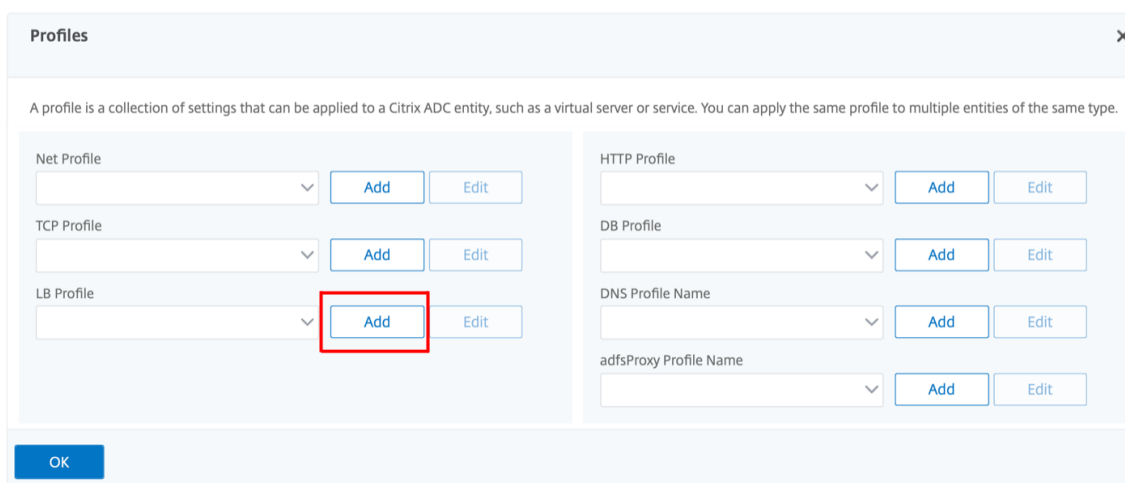 Profiles
A profile is a collection of settings that can be applied to a Citrix ADC entity, such as a virtual server or service. You can apply the same profile to multiple entities of the same type.
Net Profile
Add Edit
TCP Profile
Add Edit
LB Profile
Add Edit
HTTP Profile
Add Edit
DB Profile
Add Edit
DNS Profile Name
Add Edit
adfsProxy Profile Name
Add Edit
OK